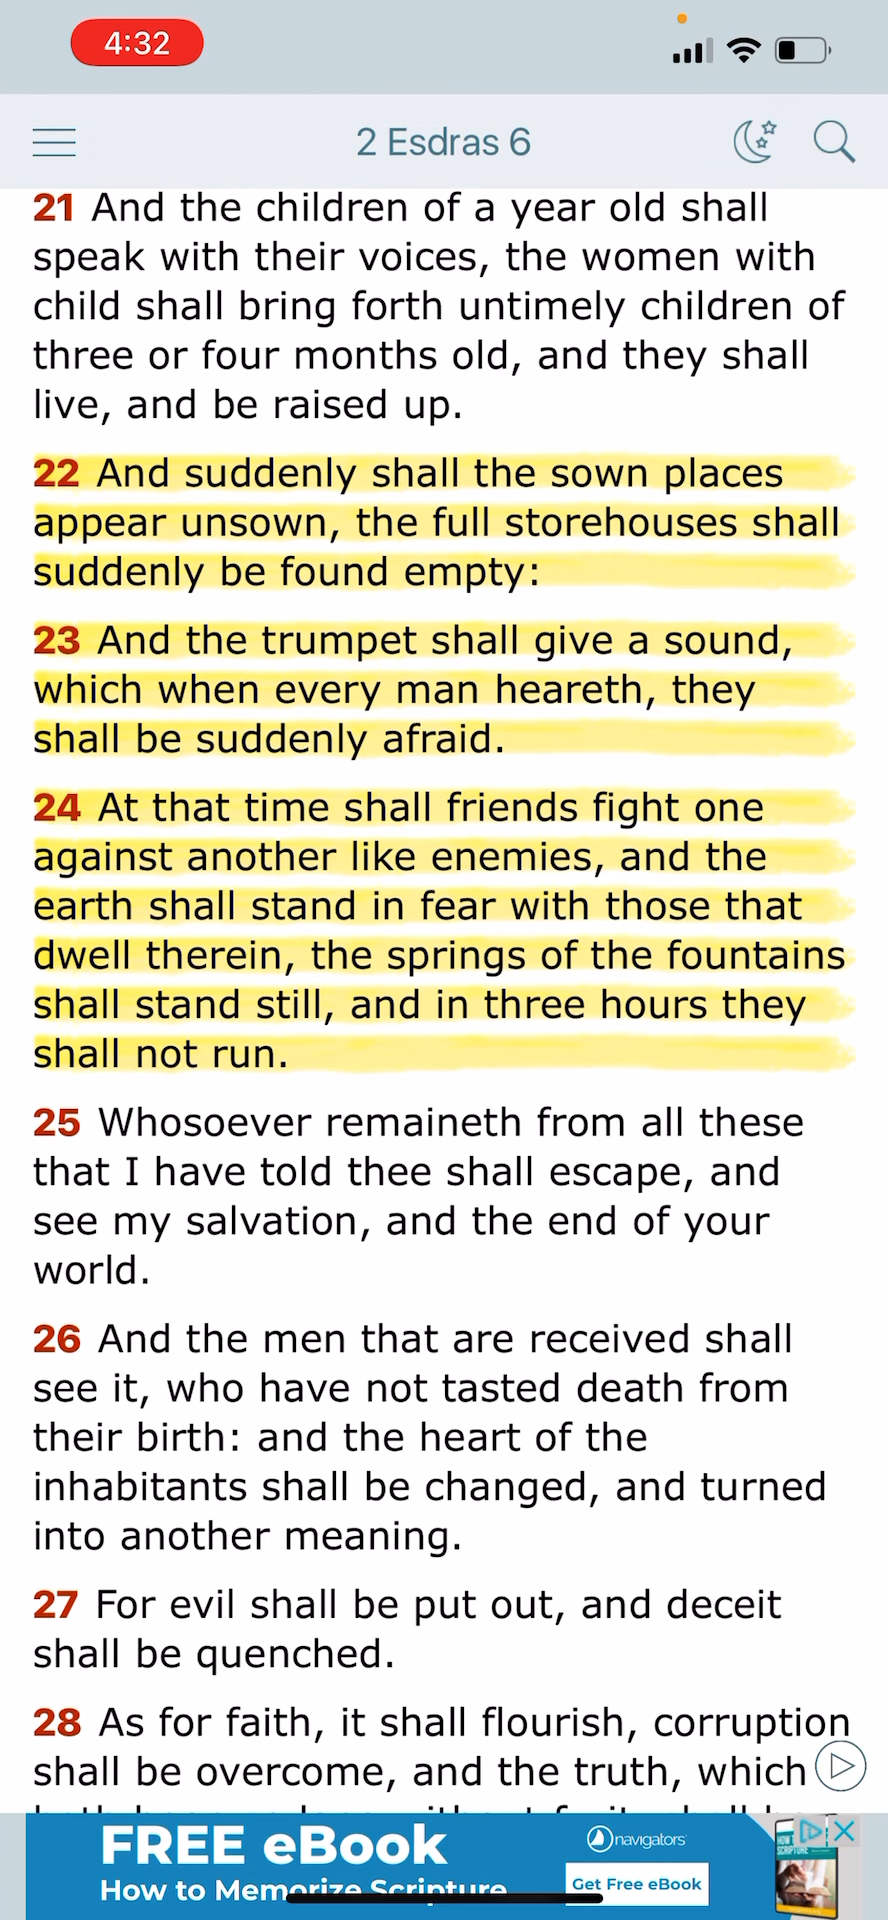 4:32
2 Esdras 6
21 And the children of a year old shall
speak with their voices, the women with
child shall bring forth untimely children of
three or four months old, and they shall
live, and be raised up.
22 And suddenly shall the sown places
appear unsown, the full storehouses shall
suddenly be found empty:
23 And the trumpet shall give a sound,
which when every man heareth, they
shall be suddenly afraid.
24 At that time shall friends fight one
against another like enemies, and the
earth shall stand in fear with those that
dwell therein, the springs of the fountains
shall stand still, and in three hours they
shall not run.
25 Whosoever remaineth from all these
that I have told thee shall escape, and
see my salvation, and the end of your
world.
26 And the men that are received shall
see it, who have not tasted death from
their birth: and the heart of the
inhabitants shall be changed, and turned
into another meaning.
27 For evil shall be put out, and deceit
shall be quenched.
28 As for faith, it shall flourish, corruption
shall be overcome, and the truth, which
FREE eBook
How to Memorize Scripture
navigators
Get Free eBook
HOW
SCRIPTURE